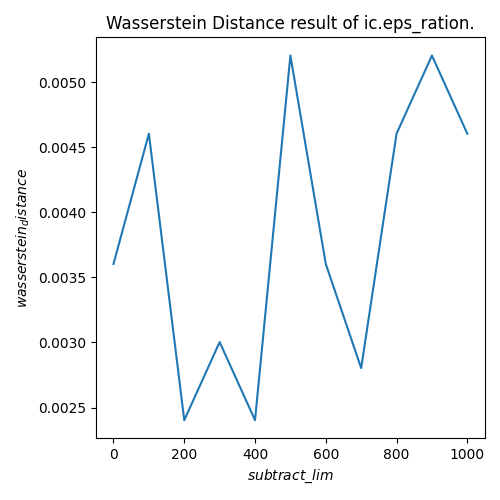 Wasserstein Distance result of ic.eps_ration.
0.0050
0.0045
0.0040
0.0035
0.0030
0.0025
wasserstein_distance
0 200 400 600 800 1000
subtract_lim